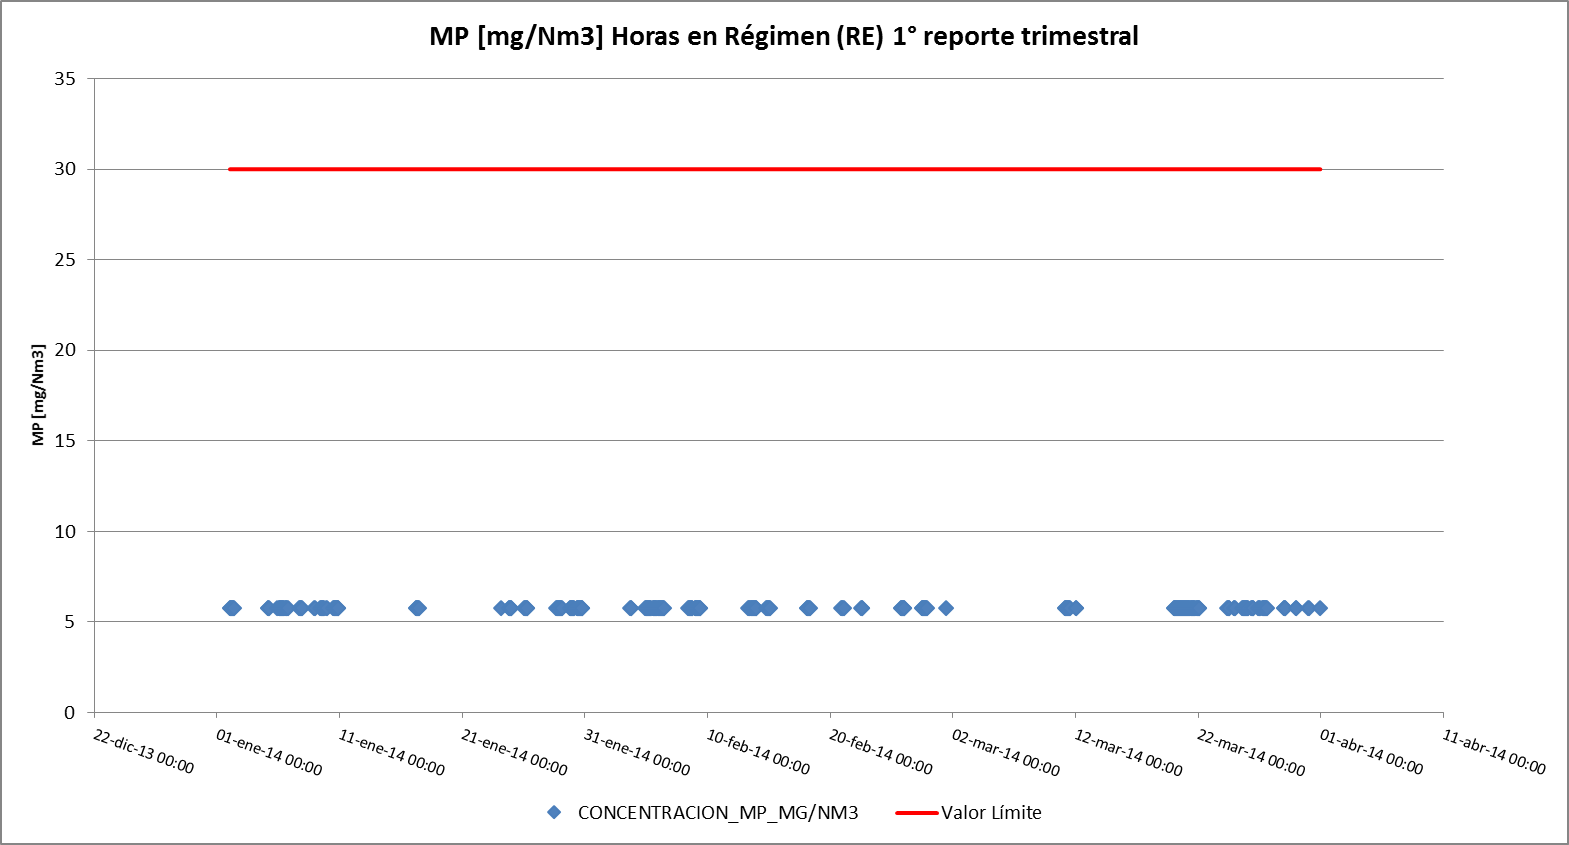 MP [mg/Nm3] Horas en Régimen (RE) 1° reporte trimestral
35
30
25
20
15
10
5
0
MP [mg/Nm3]
22-dic-13 00:00
01-ene-14 00:00
11-ene-14 00:00
21-ene-14 00:00
31-ene-14 00:00
10-feb-14 00:00
20-feb-14 00:00
02-mar-14 00:00
12-mar-14 00:00
22-mar-14 00:00
01-abr-14 00:00
11-abr-14 00:00
CONCENTRACION_MP_MG/NM3
Valor Límite